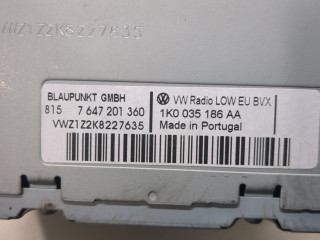 VWZ1Z2K8227635
BLAUPUNKT GMBH
815 7 647 201 360
VWZ1Z2K8227635
VW Radio LOW EU BVX
1K0 035 186 AA
Made in Portugal